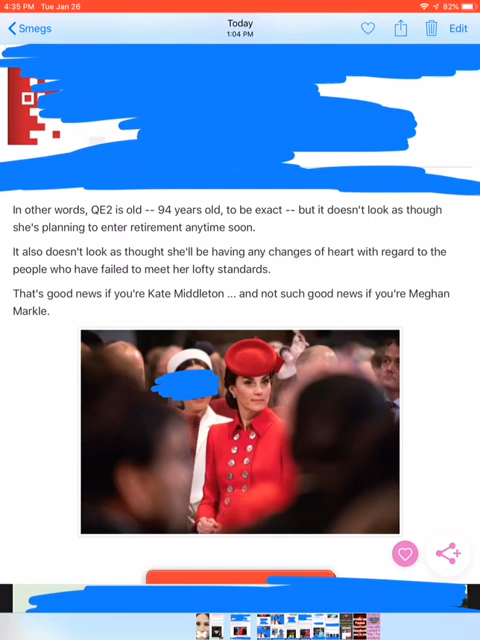 4:35 PM Tue Jan 26
82%
Smegs
Today
1:04 PM
Edit
In other words, QE2 is old -- 94 years old, to be exact -- but it doesn't look as though
she's planning to enter retirement anytime soon.
It also doesn't look as thought she'll be having any changes of heart with regard to the
people who have failed to meet her lofty standards.
That's good news if you're Kate Middleton ... and not such good news if you're Meghan
Markle.